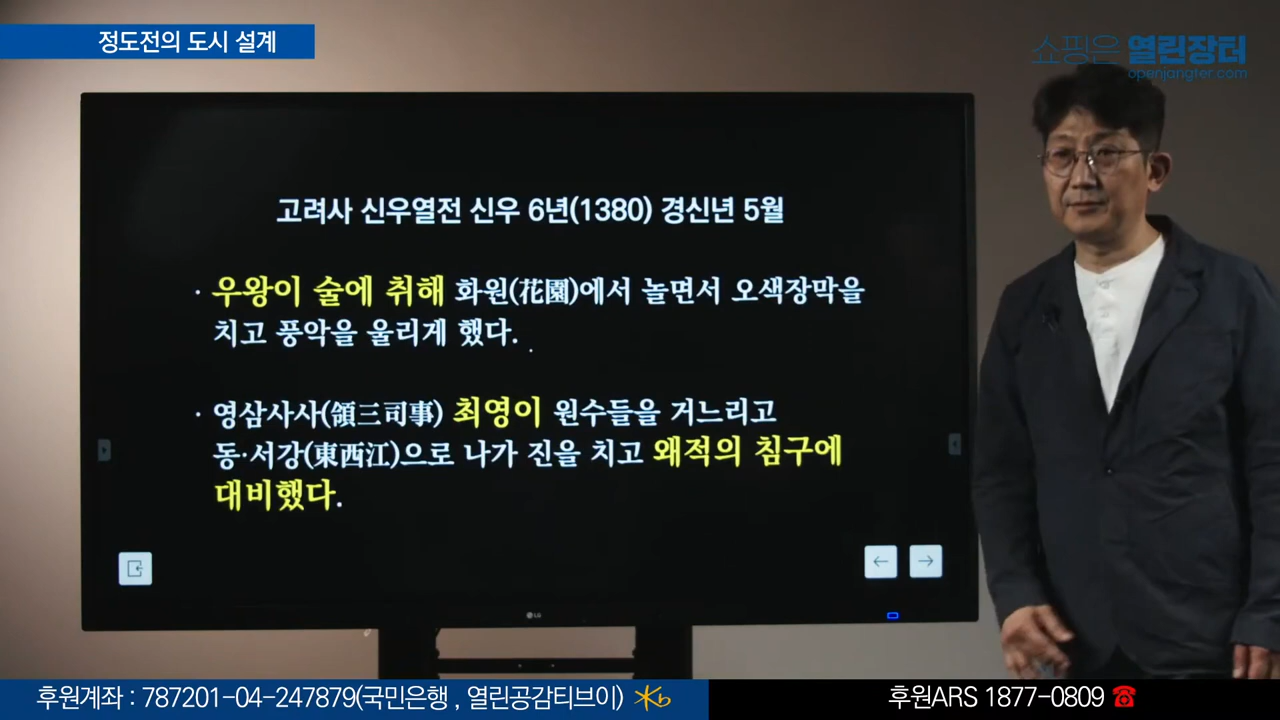 정도전의 도시 설계
쇼핑은 열린장터
openjangter.com
고려사 신우열전 신우 6년(1380) 경신년 5월
· 우왕이 술에 취해 화원(花園)에서 놀면서 오색장막을
치고 풍악을 울리게 했다.
· 영삼사사(領三司事) 최영이 원수들을 거느리고
동·서강(東西江)으로 나가 진을 치고 왜적의 침구에
대비했다.
LG
후원계좌 : 787201-04-247879(국민은행 , 열린공감티브이) Kb
후원ARS 1877-0809